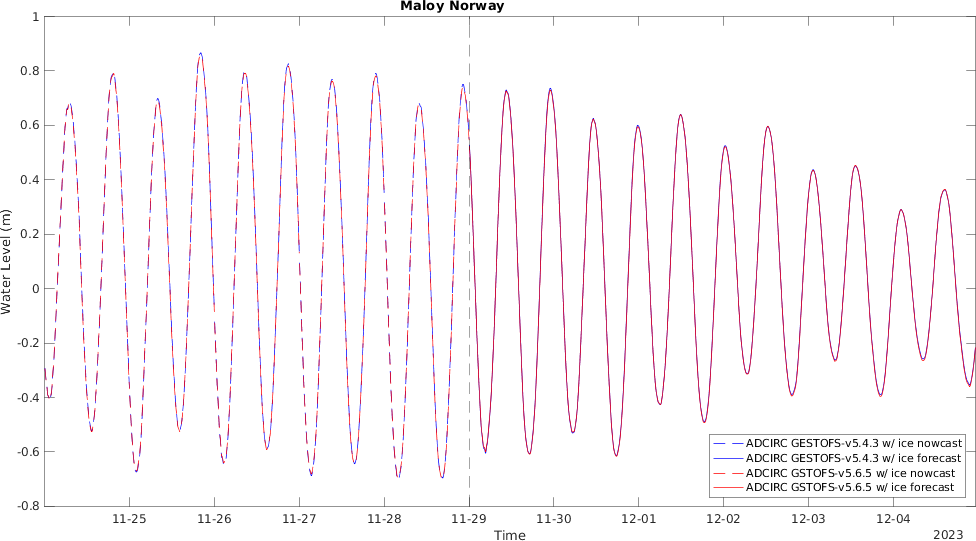 Maloy Norway
Water Level (m)
1
0.8
0.6
0.4
0.2
0
-0.2
-0.4
-0.6
-0.8
ADCIRC GESTOFS-v5.4.3 w/ ice nowcast
ADCIRC GESTOFS-v5.4.3 w/ ice forecast
ADCIRC GSTOFS-v5.6.5 w/ ice nowcast
ADCIRC GSTOFS-v5.6.5 w/ ice forecast
11-25 11-26 11-27 11-28 11-29 11-30 12-01 12-02 12-03 12-04
Time
2023